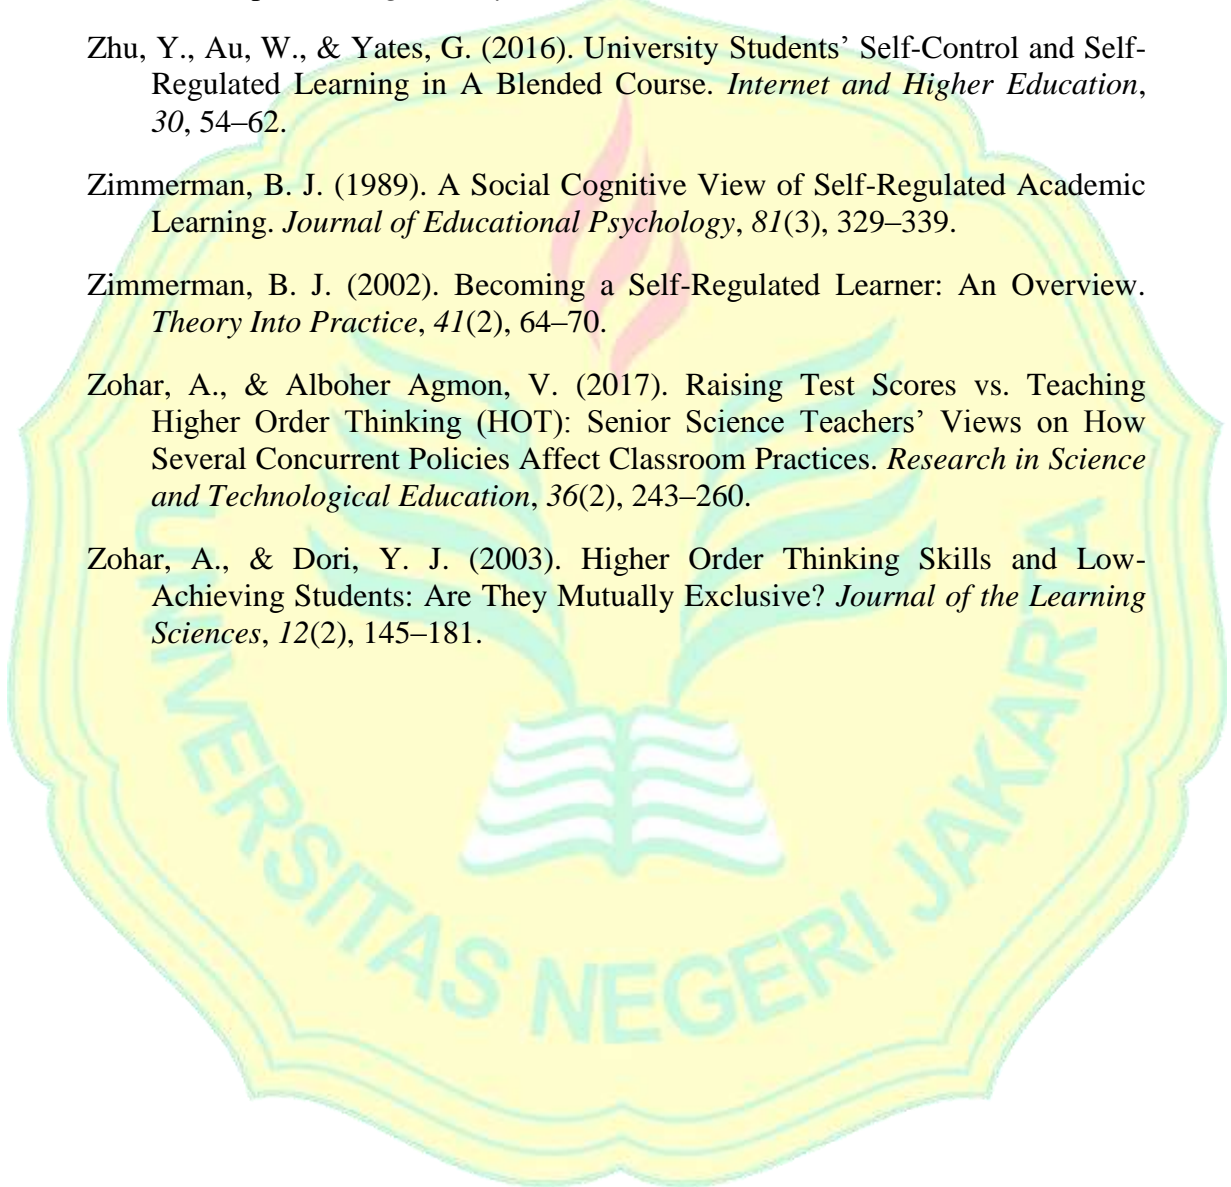 Zhu, Y., Au, W., & Yates, G. (2016). University Students’ Self-Control and Self-
Regulated Learning in A Blended Course. Internet and Higher Education,
30, 54–62.
Zimmerman, B. J. (1989). A Social Cognitive View of Self-Regulated Academic
Learning. Journal of Educational Psychology, 81(3), 329–339.
Zimmerman, B. J. (2002). Becoming a Self-Regulated Learner: An Overview.
Theory Into Practice, 41(2), 64–70.
Zohar, A., & Alboher Agmon, V. (2017). Raising Test Scores vs. Teaching
Higher Order Thinking (HOT): Senior Science Teachers’ Views on How
Several Concurrent Policies Affect Classroom Practices. Research in Science
and Technological Education, 36(2), 243–260.
Zohar, A., & Dori, Y. J. (2003). Higher Order Thinking Skills and Low-
Achieving Students: Are They Mutually Exclusive? Journal of the Learning
Sciences, 12(2), 145–181.
UNIVERSITAS NEGERI JAKARTA